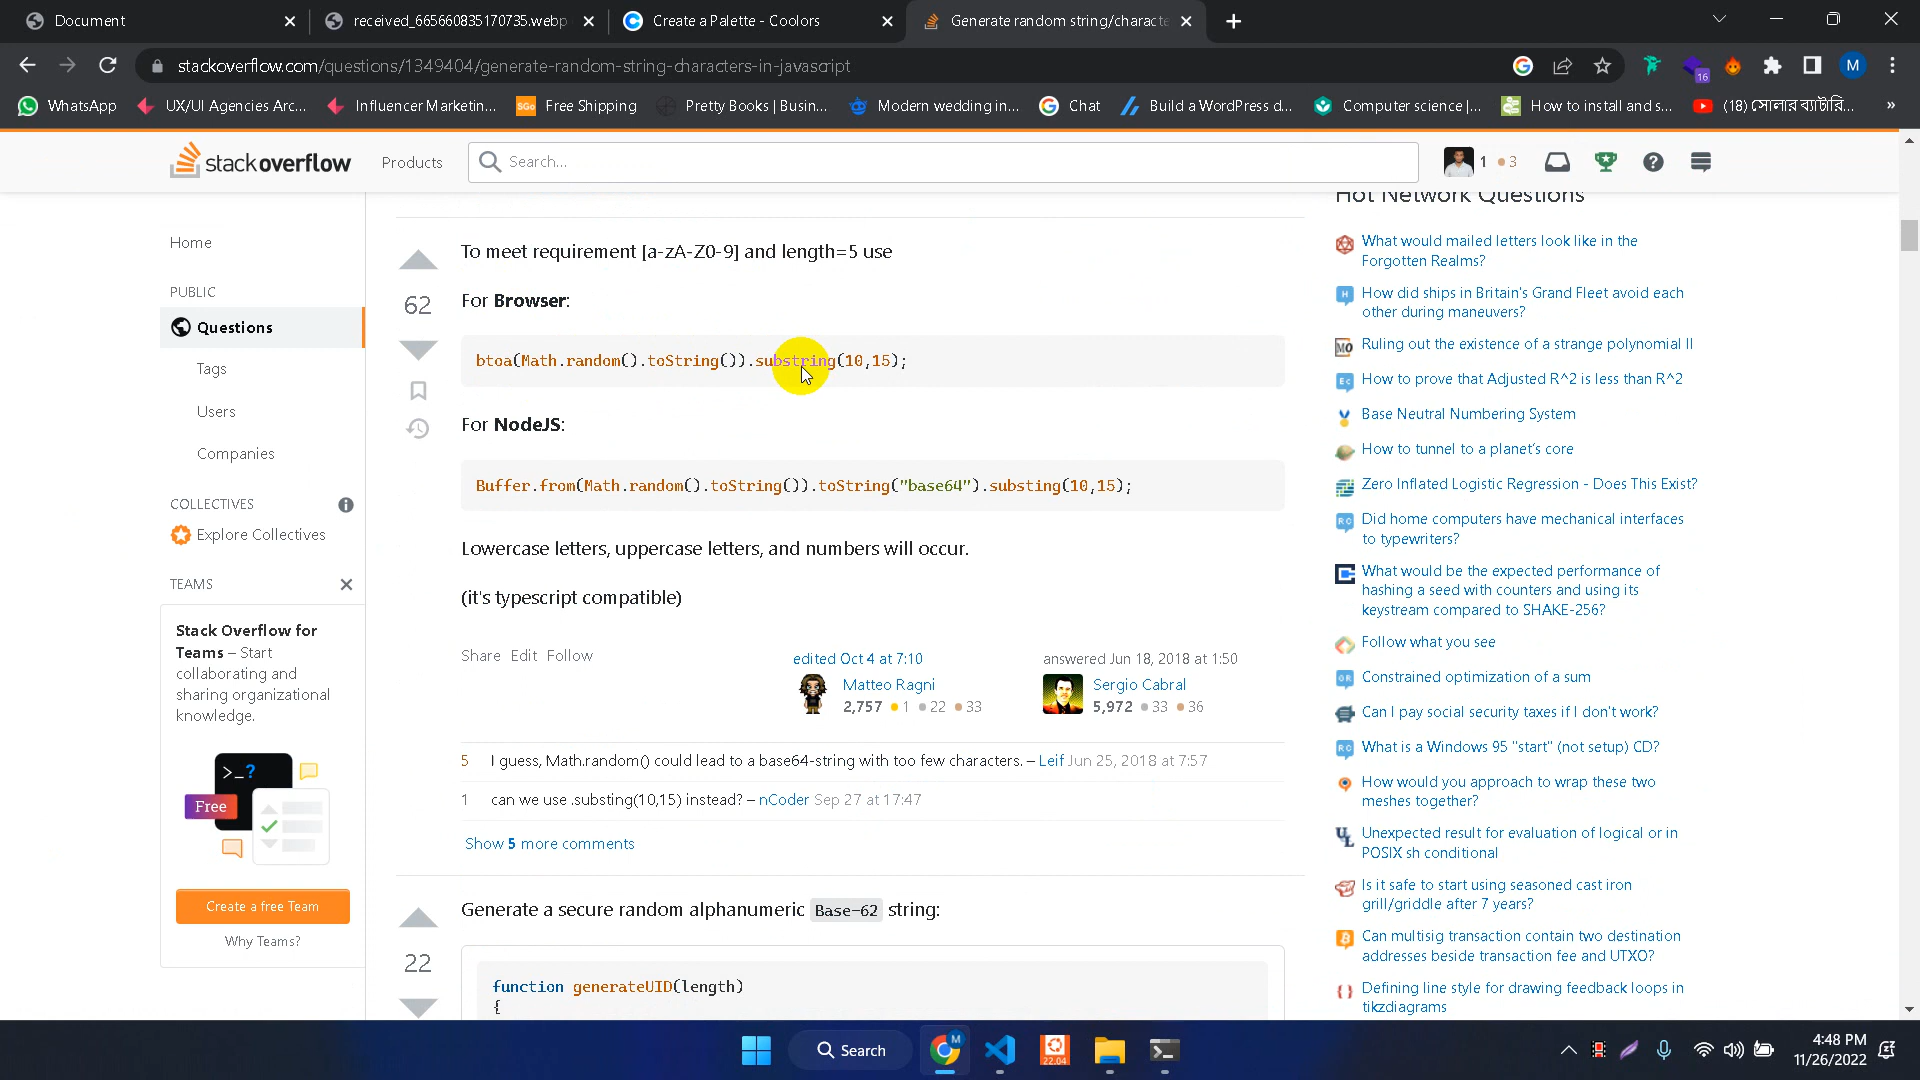 Document
received_665660835170735.webp
Create a Palette - Coolors
Generate random string/characte
stackoverflow.com/questions/1349404/generate-random-string-characters-in-javascript
16
M
WhatsApp
UX/UI Agencies Arc...
Influencer Marketin...
SGo
Free Shipping
Pretty Books | Busin...
Modern wedding in...
Chat
Build a WordPress d...
Computer science |...
How to install and s...
(18) সোলার ব্যাটারি...
»
stackoverflow
Products
Search...
1 • 3
Home
PUBLIC
Questions
Tags
Users
Companies
COLLECTIVES
Explore Collectives
TEAMS
Stack Overflow for
Teams – Start
collaborating and
sharing organizational
knowledge.
>_?
Free
Create a free Team
Why Teams?
To meet requirement [a-zA-Z0-9] and length=5 use
62
For Browser:
btoa(Math.random().toString()).substring(10,15);
For NodeJS:
Buffer.from(Math.random().toString()).toString("base64").substing(10,15);
Lowercase letters, uppercase letters, and numbers will occur.
(it's typescript compatible)
Share Edit Follow
edited Oct 4 at 7:10
Matteo Ragni
2,757 • 1 • 22 • 33
answered Jun 18, 2018 at 1:50
Sergio Cabral
5,972 • 33 • 36
5 I guess, Math.random() could lead to a base64-string with too few characters. – Leif Jun 25, 2018 at 7:57
1 can we use .substing(10,15) instead? – nCoder Sep 27 at 17:47
Show 5 more comments
22
Generate a secure random alphanumeric Base-62 string:
function generateUID(length)
{
Hot Network Questions
What would mailed letters look like in the
Forgotten Realms?
How did ships in Britain's Grand Fleet avoid each
other during maneuvers?
Ruling out the existence of a strange polynomial II
How to prove that Adjusted R^2 is less than R^2
Base Neutral Numbering System
How to tunnel to a planet's core
Zero Inflated Logistic Regression - Does This Exist?
Did home computers have mechanical interfaces
to typewriters?
What would be the expected performance of
hashing a seed with counters and using its
keystream compared to SHAKE-256?
Follow what you see
Constrained optimization of a sum
Can I pay social security taxes if I don't work?
What is a Windows 95 "start" (not setup) CD?
How would you approach to wrap these two
meshes together?
Unexpected result for evaluation of logical or in
POSIX sh conditional
Is it safe to start using seasoned cast iron
grill/griddle after 7 years?
Can multisig transaction contain two destination
addresses beside transaction fee and UTXO?
Defining line style for drawing feedback loops in
tikzdiagrams
Search
M
22.04
4:48 PM
11/26/2022